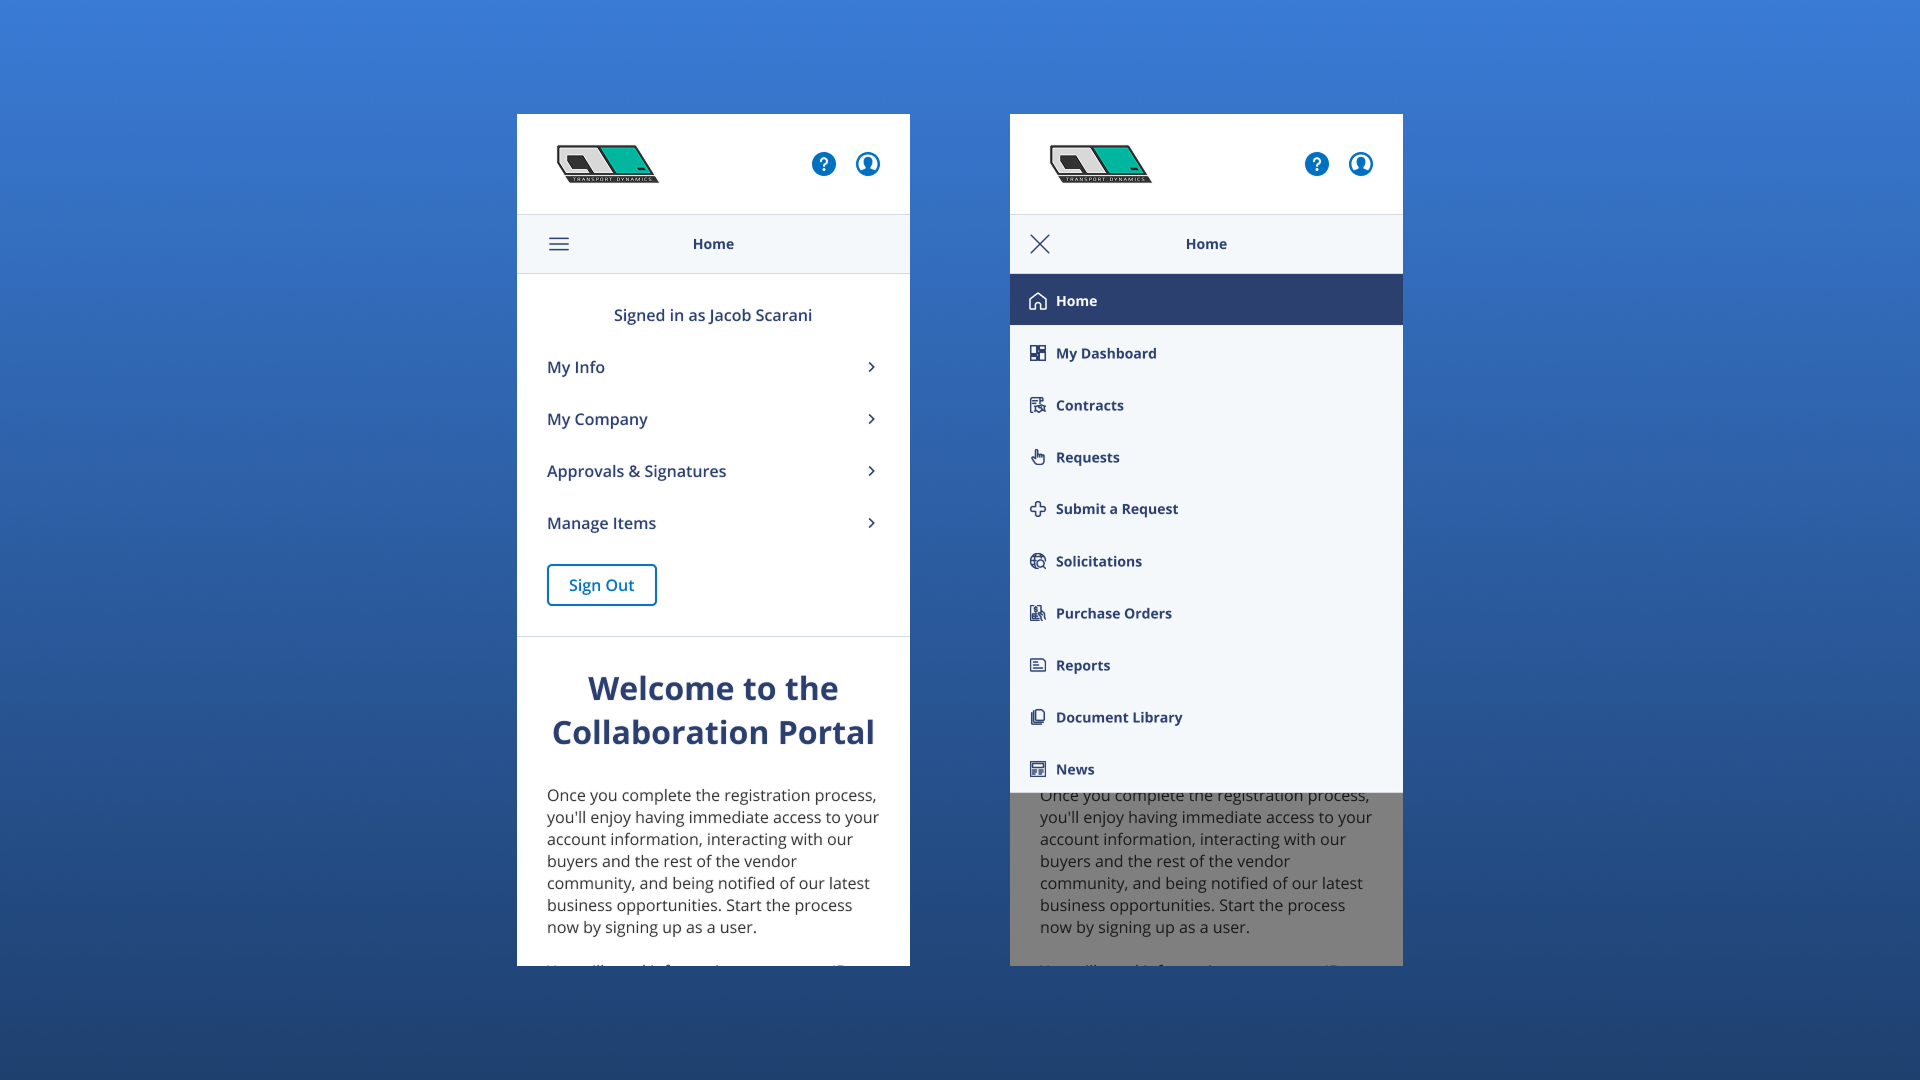 TRANSPORT DYNAMICS
?
Home
Signed in as Jacob Scarani
My Info
My Company
Approvals & Signatures
Manage Items
Sign Out
Welcome to the
Collaboration Portal
Once you complete the registration process,
you'll enjoy having immediate access to your
account information, interacting with our
buyers and the rest of the vendor
community, and being notified of our latest
business opportunities. Start the process
now by signing up as a user.
TRANSPORT DYNAMICS
?
Home
Home
My Dashboard
Contracts
Requests
Submit a Request
Solicitations
Purchase Orders
Reports
Document Library
News
Once you complete the registration process,
you'll enjoy having immediate access to your
account information, interacting with our
buyers and the rest of the vendor
community, and being notified of our latest
business opportunities. Start the process
now by signing up as a user.